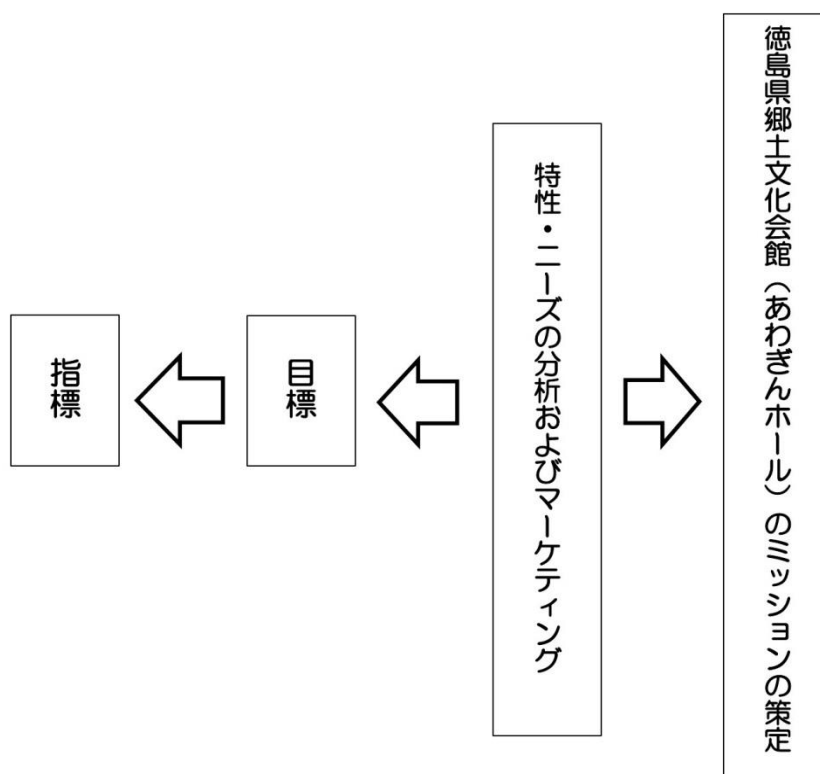 徳島県郷土文化会館（あわぎんホール）のミッションの策定
特性・ニーズの分析およびマーケティング
目標
指標